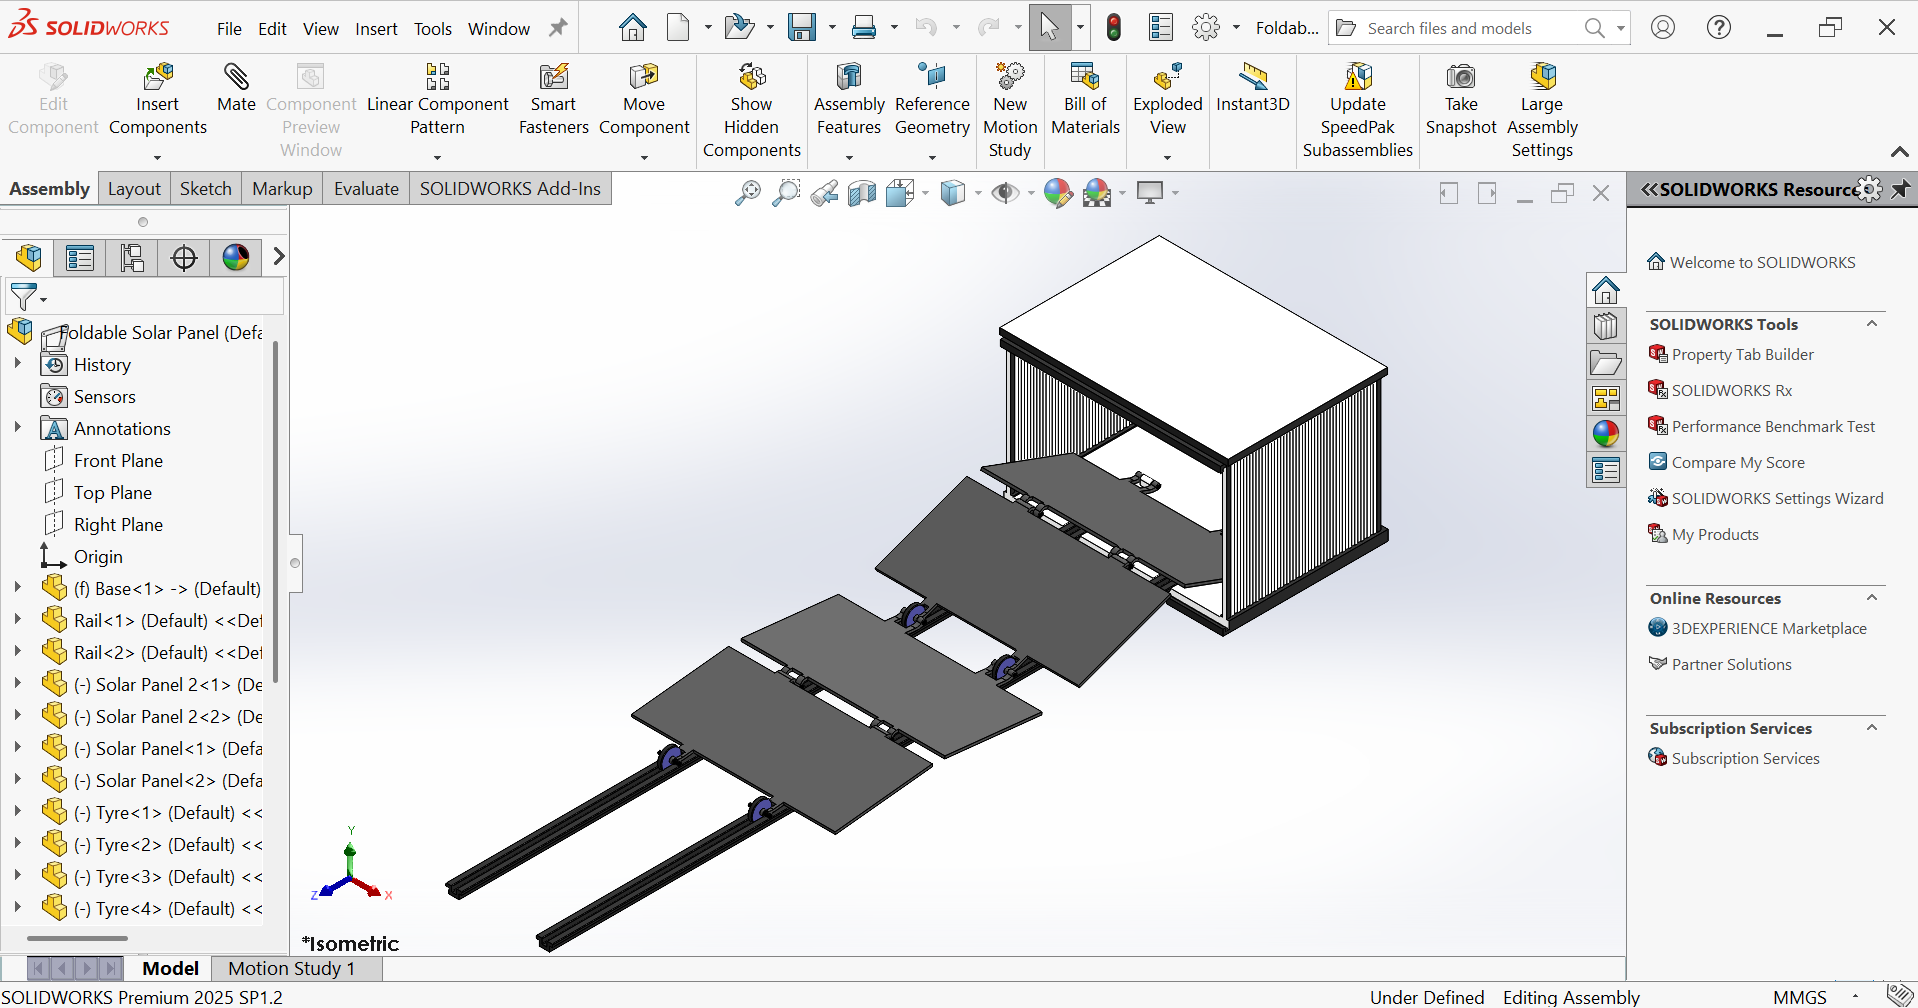 SOLIDWORKS
File Edit View Insert Tools Window
Foldab...
Search files and models
Edit Component
Insert Components
Mate
Component Preview Window
Linear Component Pattern
Smart Fasteners
Move Component
Show Hidden Components
Assembly Features
Reference Geometry
New Motion Study
Bill of Materials
Exploded View
Instant3D
Update SpeedPak Subassemblies
Take Snapshot
Large Assembly Settings
Assembly Layout Sketch Markup Evaluate SOLIDWORKS Add-Ins
oldable Solar Panel (Defa
History
Sensors
Annotations
Front Plane
Top Plane
Right Plane
Origin
(f) Base<1> -> (Default)
Rail<1> (Default) <<Def
Rail<2> (Default) <<Def
(-) Solar Panel 2<1> (De
(-) Solar Panel 2<2> (De
(-) Solar Panel<1> (Defa
(-) Solar Panel<2> (Defa
(-) Tyre<1> (Default) <<
(-) Tyre<2> (Default) <<
(-) Tyre<3> (Default) <<
(-) Tyre<4> (Default) <<
Y
Z
X
*Isometric
SOLIDWORKS Resource
Welcome to SOLIDWORKS
SOLIDWORKS Tools
Property Tab Builder
SOLIDWORKS Rx
Performance Benchmark Test
Compare My Score
SOLIDWORKS Settings Wizard
My Products
Online Resources
3DEXPERIENCE Marketplace
Partner Solutions
Subscription Services
Subscription Services
Model Motion Study 1
SOLIDWORKS Premium 2025 SP1.2
Under Defined Editing Assembly MMGS